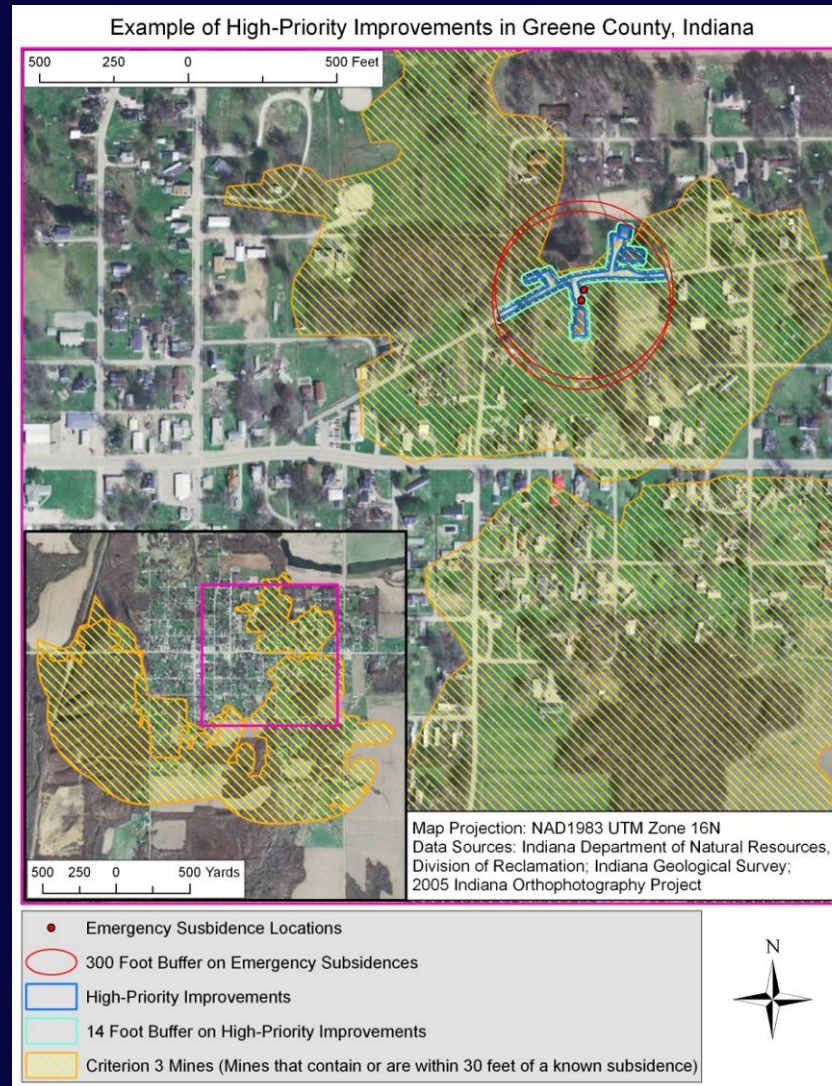 Example of High-Priority Improvements in Greene County, Indiana
500 250 0 500 Feet
500 250 0 500 Yards
Map Projection: NAD1983 UTM Zone 16N
Data Sources: Indiana Department of Natural Resources,
Division of Reclamation; Indiana Geological Survey;
2005 Indiana Orthophotography Project
Emergency Susbidence Locations
300 Foot Buffer on Emergency Subsidences
High-Priority Improvements
14 Foot Buffer on High-Priority Improvements
Criterion 3 Mines (Mines that contain or are within 30 feet of a known subsidence)
N